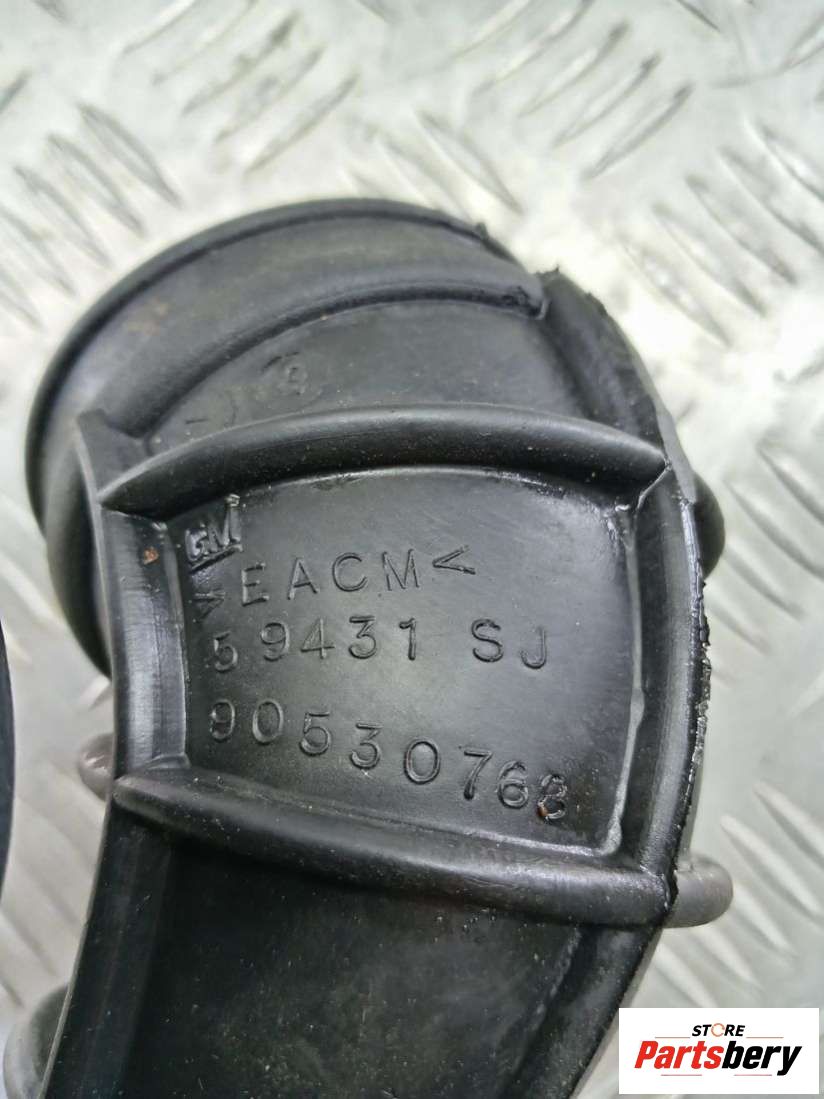 GM
>EACM<
59431 SJ
90530768
STORE
Partsbery